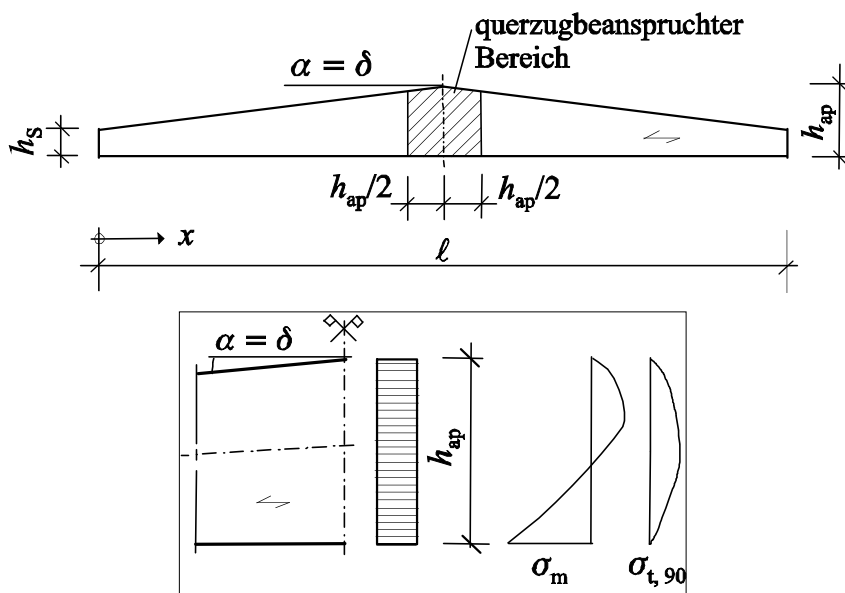 querzugbeanspruchter
Bereich
α = δ
h_S
h_ap
h_ap/2
h_ap/2
x
ℓ
α = δ
h_ap
σ_m
σ_t, 90